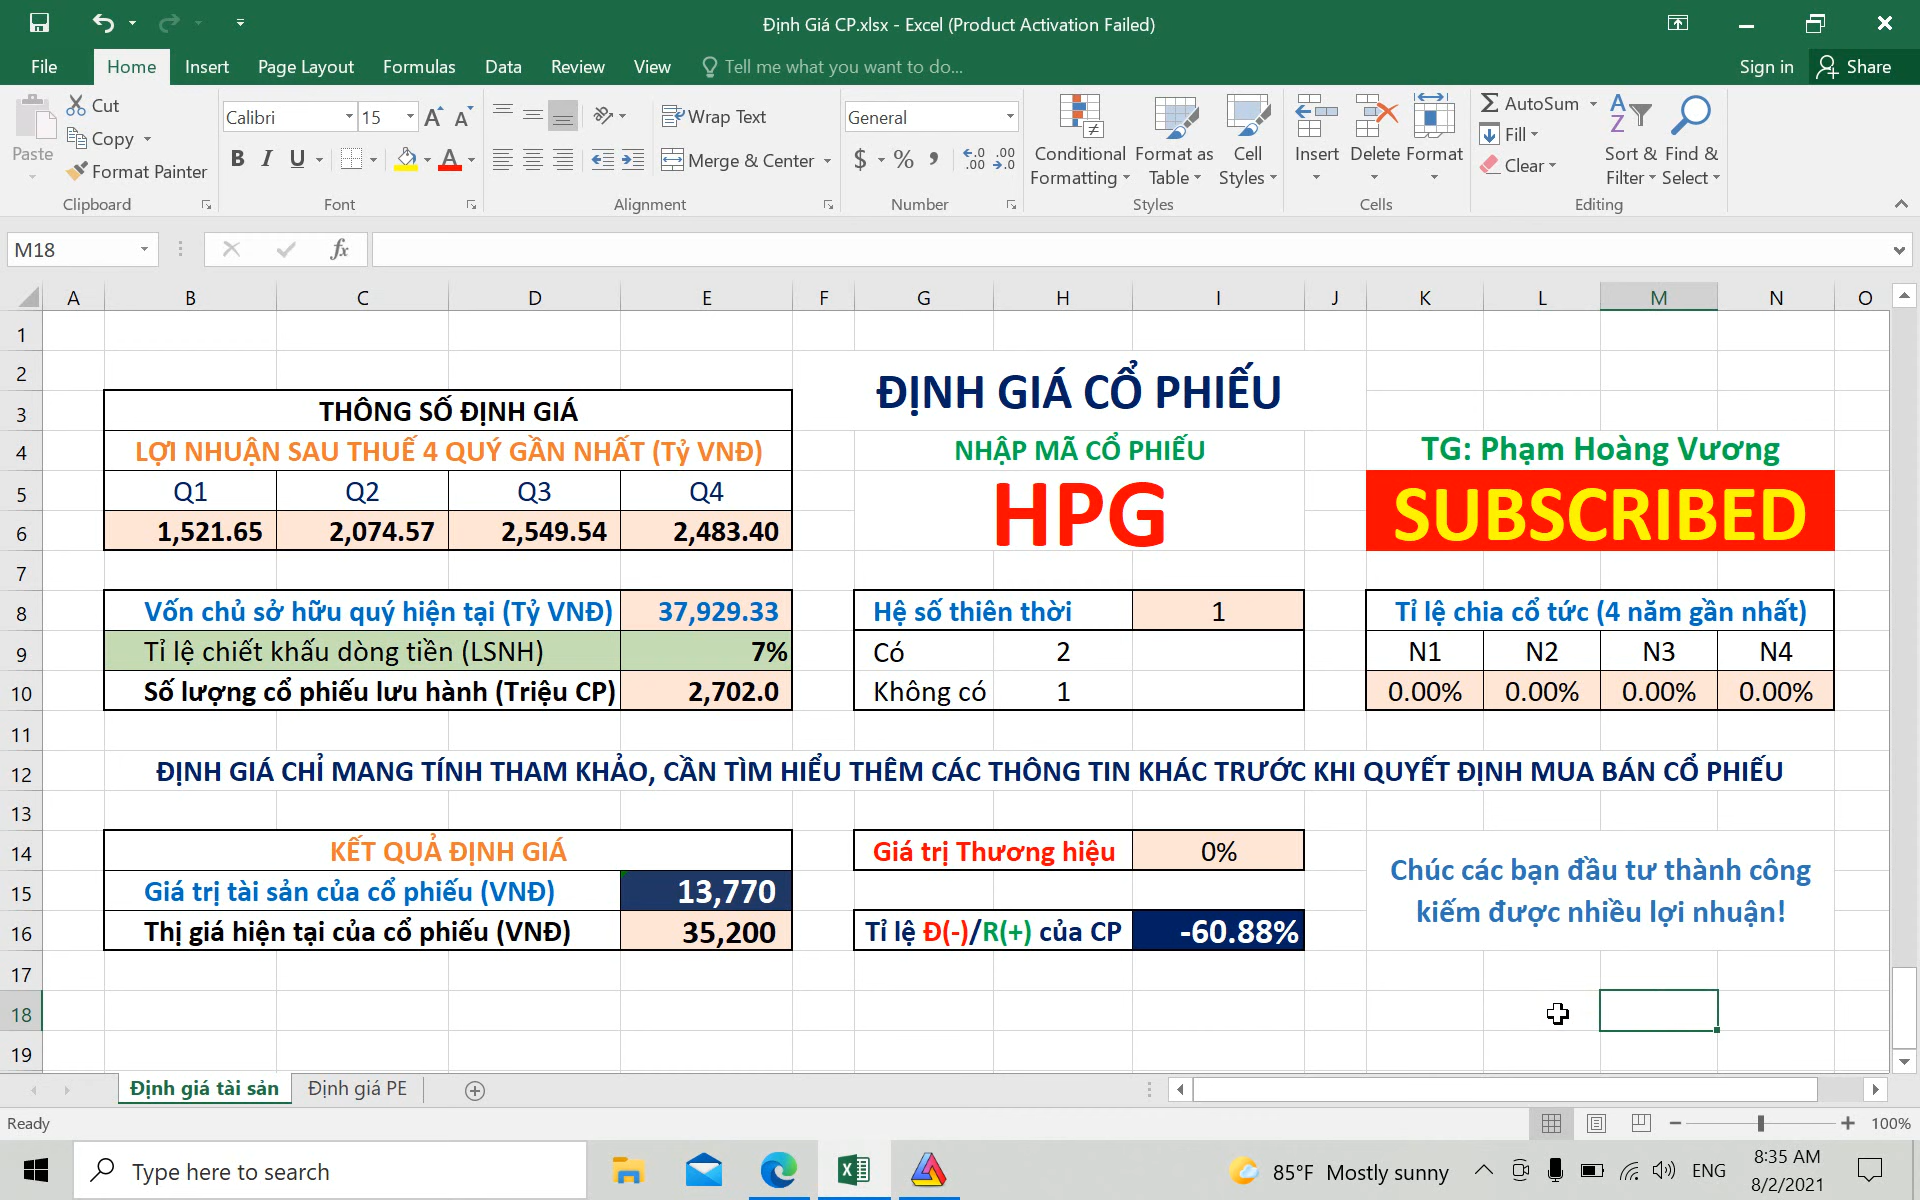 Định Giá CP.xlsx - Excel (Product Activation Failed)
File Home Insert Page Layout Formulas Data Review View Tell me what you want to do... Sign in Share
Paste Cut Copy Format Painter Clipboard
Calibri 15 A A B I U A Font
Wrap Text Merge & Center Alignment
General $ % , .0 .00 .00 .0 Number
Conditional Formatting Format as Table Cell Styles Styles
Insert Delete Format Cells
AutoSum Fill Clear Sort & Filter Find & Select Editing
M18 fx
A B C D E F G H I J K L M N O
1
2 ĐỊNH GIÁ CỔ PHIẾU
3 THÔNG SỐ ĐỊNH GIÁ
4 LỢI NHUẬN SAU THUẾ 4 QUÝ GẦN NHẤT (Tỷ VNĐ) NHẬP MÃ CỔ PHIẾU TG: Phạm Hoàng Vương
5 Q1 Q2 Q3 Q4 HPG SUBSCRIBED
6 1,521.65 2,074.57 2,549.54 2,483.40
7
8 Vốn chủ sở hữu quý hiện tại (Tỷ VNĐ) 37,929.33 Hệ số thiên thời 1 Tỉ lệ chia cổ tức (4 năm gần nhất)
9 Tỉ lệ chiết khấu dòng tiền (LSNH) 7% Có 2 N1 N2 N3 N4
10 Số lượng cổ phiếu lưu hành (Triệu CP) 2,702.0 Không có 1 0.00% 0.00% 0.00% 0.00%
11
12 ĐỊNH GIÁ CHỈ MANG TÍNH THAM KHẢO, CẦN TÌM HIỂU THÊM CÁC THÔNG TIN KHÁC TRƯỚC KHI QUYẾT ĐỊNH MUA BÁN CỔ PHIẾU
13
14 KẾT QUẢ ĐỊNH GIÁ Giá trị Thương hiệu 0%
15 Giá trị tài sản của cổ phiếu (VNĐ) 13,770 Chúc các bạn đầu tư thành công
16 Thị giá hiện tại của cổ phiếu (VNĐ) 35,200 Tỉ lệ Đ(-)/R(+) của CP -60.88% kiếm được nhiều lợi nhuận!
17
18
19
Định giá tài sản Định giá PE
Ready 100%
Type here to search 85°F Mostly sunny ENG 8:35 AM
8/2/2021